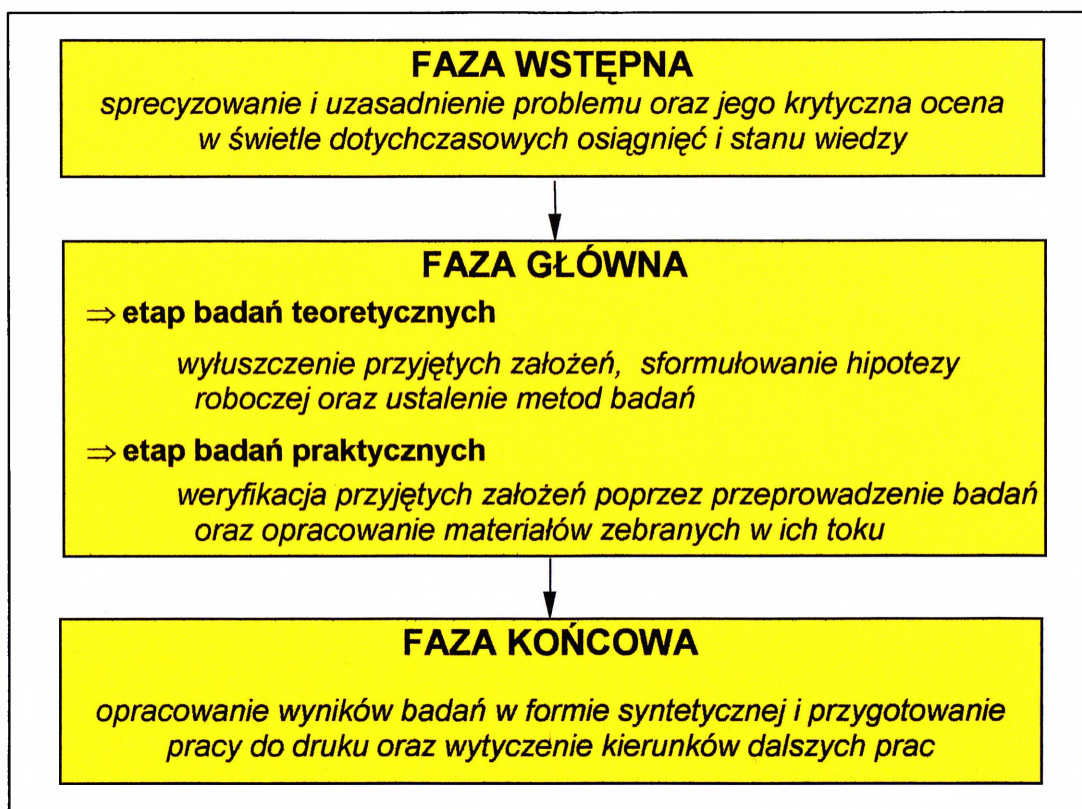 FAZA WSTĘPNA
sprecyzowanie i uzasadnienie problemu oraz jego krytyczna ocena
w świetle dotychczasowych osiągnięć i stanu wiedzy
FAZA GŁÓWNA
⇒ etap badań teoretycznych
wyłuszczenie przyjętych założeń, sformułowanie hipotezy
roboczej oraz ustalenie metod badań
⇒ etap badań praktycznych
weryfikacja przyjętych założeń poprzez przeprowadzenie badań
oraz opracowanie materiałów zebranych w ich toku
FAZA KOŃCOWA
opracowanie wyników badań w formie syntetycznej i przygotowanie
pracy do druku oraz wytyczenie kierunków dalszych prac